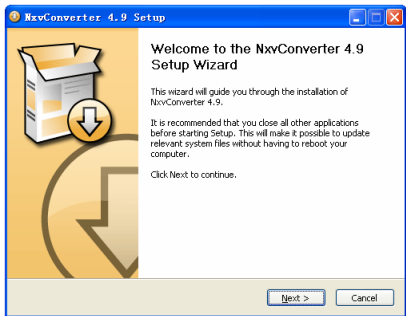 NxvConverter 4.9 Setup
Welcome to the NxvConverter 4.9
Setup Wizard
This wizard will guide you through the installation of
NxvConverter 4.9.
It is recommended that you close all other applications
before starting Setup. This will make it possible to update
relevant system files without having to reboot your
computer.
Click Next to continue.
Next >
Cancel